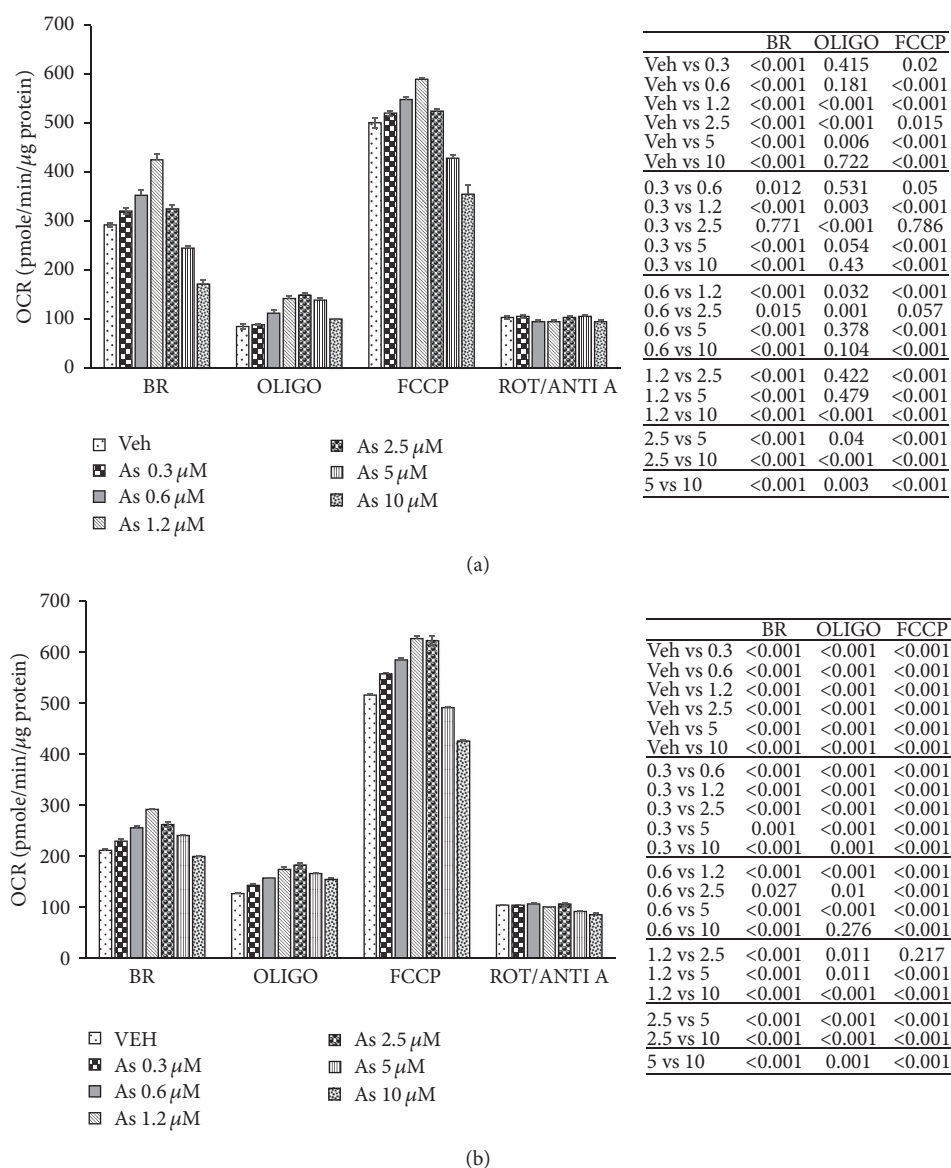 700
600
500
400
300
200
100
0
OCR (pmole/min/μg protein)
BR OLIGO FCCP ROT/ANTI A
Veh
As 0.3 μM
As 0.6 μM
As 1.2 μM
As 2.5 μM
As 5 μM
As 10 μM
BR OLIGO FCCP
Veh vs 0.3 <0.001 0.415 0.02
Veh vs 0.6 <0.001 0.181 <0.001
Veh vs 1.2 <0.001 <0.001 <0.001
Veh vs 2.5 <0.001 <0.001 0.015
Veh vs 5 <0.001 0.006 <0.001
Veh vs 10 <0.001 0.722 <0.001
0.3 vs 0.6 0.012 0.531 0.05
0.3 vs 1.2 <0.001 0.003 <0.001
0.3 vs 2.5 0.771 <0.001 0.786
0.3 vs 5 <0.001 0.054 <0.001
0.3 vs 10 <0.001 0.43 <0.001
0.6 vs 1.2 <0.001 0.032 <0.001
0.6 vs 2.5 0.015 0.001 0.057
0.6 vs 5 <0.001 0.378 <0.001
0.6 vs 10 <0.001 0.104 <0.001
1.2 vs 2.5 <0.001 0.422 <0.001
1.2 vs 5 <0.001 0.479 <0.001
1.2 vs 10 <0.001 <0.001 <0.001
2.5 vs 5 <0.001 0.04 <0.001
2.5 vs 10 <0.001 <0.001 <0.001
5 vs 10 <0.001 0.003 <0.001
(a)
700
600
500
400
300
200
100
0
OCR (pmole/min/μg protein)
BR OLIGO FCCP ROT/ANTI A
VEH
As 0.3 μM
As 0.6 μM
As 1.2 μM
As 2.5 μM
As 5 μM
As 10 μM
BR OLIGO FCCP
Veh vs 0.3 <0.001 <0.001 <0.001
Veh vs 0.6 <0.001 <0.001 <0.001
Veh vs 1.2 <0.001 <0.001 <0.001
Veh vs 2.5 <0.001 <0.001 <0.001
Veh vs 5 <0.001 <0.001 <0.001
Veh vs 10 <0.001 <0.001 <0.001
0.3 vs 0.6 <0.001 <0.001 <0.001
0.3 vs 1.2 <0.001 <0.001 <0.001
0.3 vs 2.5 <0.001 <0.001 <0.001
0.3 vs 5 0.001 <0.001 <0.001
0.3 vs 10 <0.001 0.001 <0.001
0.6 vs 1.2 <0.001 <0.001 <0.001
0.6 vs 2.5 0.027 0.01 <0.001
0.6 vs 5 <0.001 <0.001 <0.001
0.6 vs 10 <0.001 0.276 <0.001
1.2 vs 2.5 <0.001 0.011 0.217
1.2 vs 5 <0.001 0.011 <0.001
1.2 vs 10 <0.001 <0.001 <0.001
2.5 vs 5 <0.001 <0.001 <0.001
2.5 vs 10 <0.001 <0.001 <0.001
5 vs 10 <0.001 0.001 <0.001
(b)